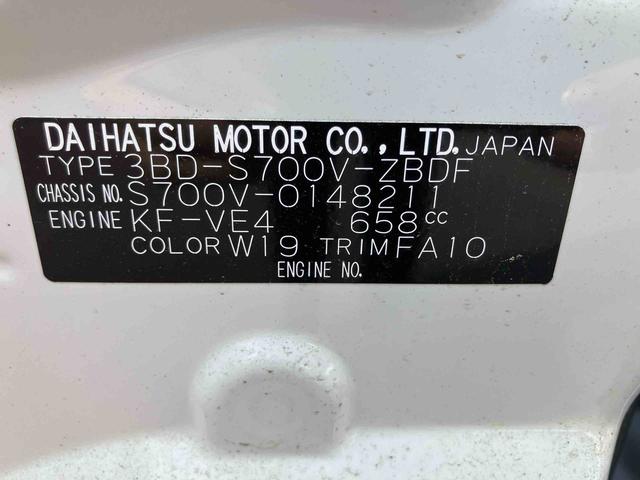 DAIHATSU MOTOR CO.,LTD. JAPAN
TYPE 3BD-S700V-ZBDF
CHASSIS NO. S700V-0148211
ENGINE KF-VE4 658cc
COLOR W19 TRIM FA10
ENGINE NO.